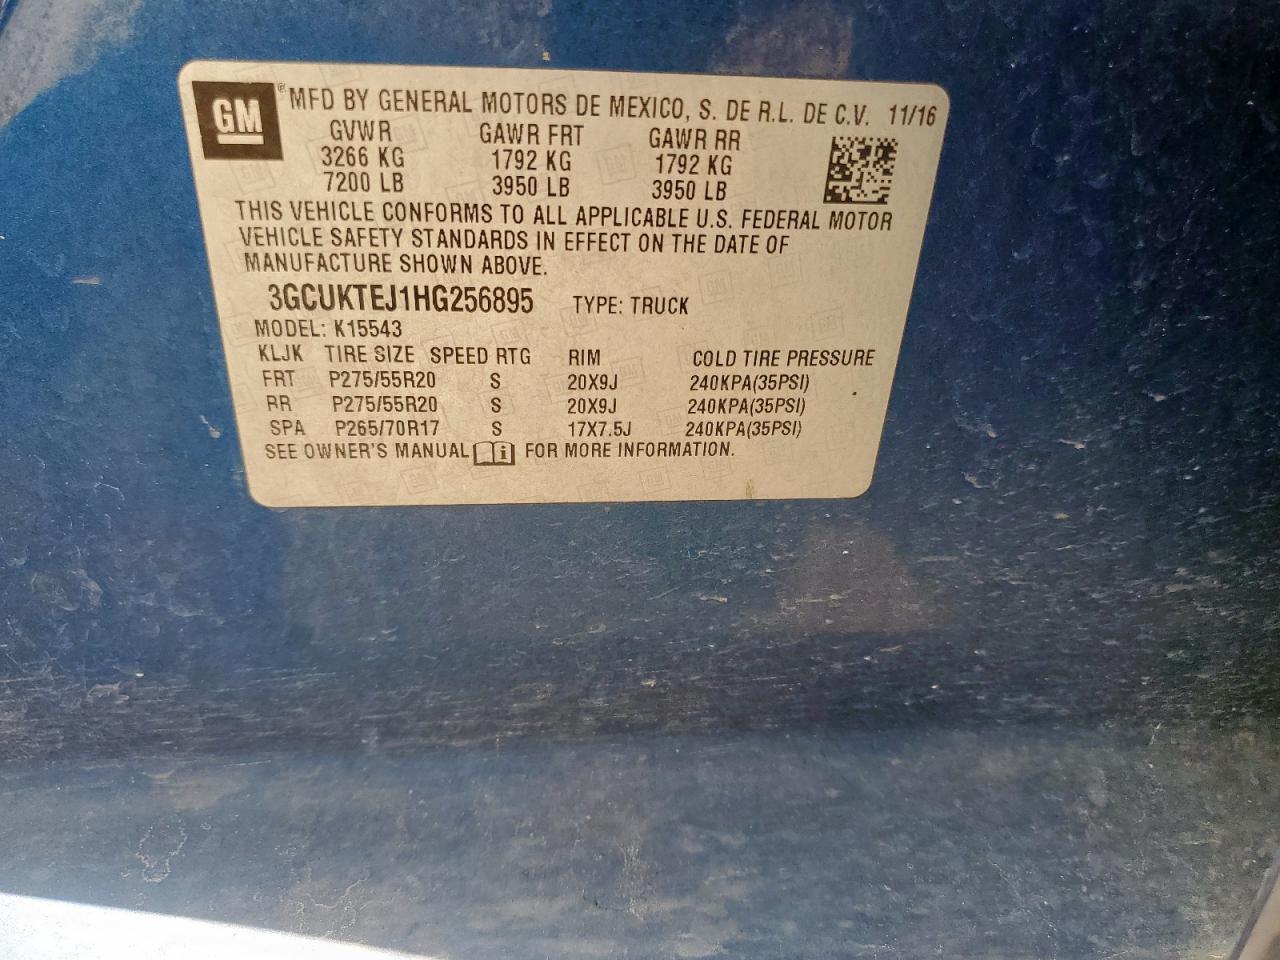 GM ® MFD BY GENERAL MOTORS DE MEXICO, S. DE R.L. DE C.V. 11/16
GVWR GAWR FRT GAWR RR
3266 KG 1792 KG 1792 KG
7200 LB 3950 LB 3950 LB
THIS VEHICLE CONFORMS TO ALL APPLICABLE U.S. FEDERAL MOTOR
VEHICLE SAFETY STANDARDS IN EFFECT ON THE DATE OF
MANUFACTURE SHOWN ABOVE.
3GCUKTEJ1HG256895 TYPE: TRUCK
MODEL: K15543
KLJK TIRE SIZE SPEED RTG RIM COLD TIRE PRESSURE
FRT P275/55R20 S 20X9J 240KPA(35PSI)
RR P275/55R20 S 20X9J 240KPA(35PSI)
SPA P265/70R17 S 17X7.5J 240KPA(35PSI)
SEE OWNER'S MANUAL i FOR MORE INFORMATION.